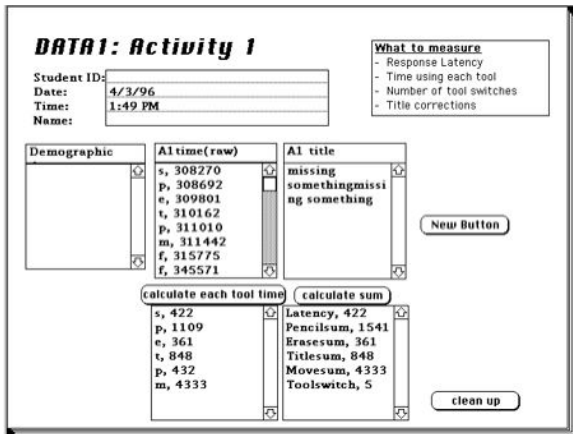 DATA1: Activity 1
What to measure
- Response Latency
- Time using each tool
- Number of tool switches
- Title corrections
Student ID:
Date: 4/3/96
Time: 1:49 PM
Name:
Demographic
A1time(raw)
s, 308270
p, 308692
e, 309801
t, 310162
p, 311010
m, 311442
f, 315775
f, 345571
A1 title
missing
somethingmissi
ng something
New Button
calculate each tool time
calculate sum
s, 422
p, 1109
e, 361
t, 848
p, 432
m, 4333
Latency, 422
Pencilsum, 1541
Erasesum, 361
Titlesum, 848
Movesum, 4333
Toolswitch, 5
clean up